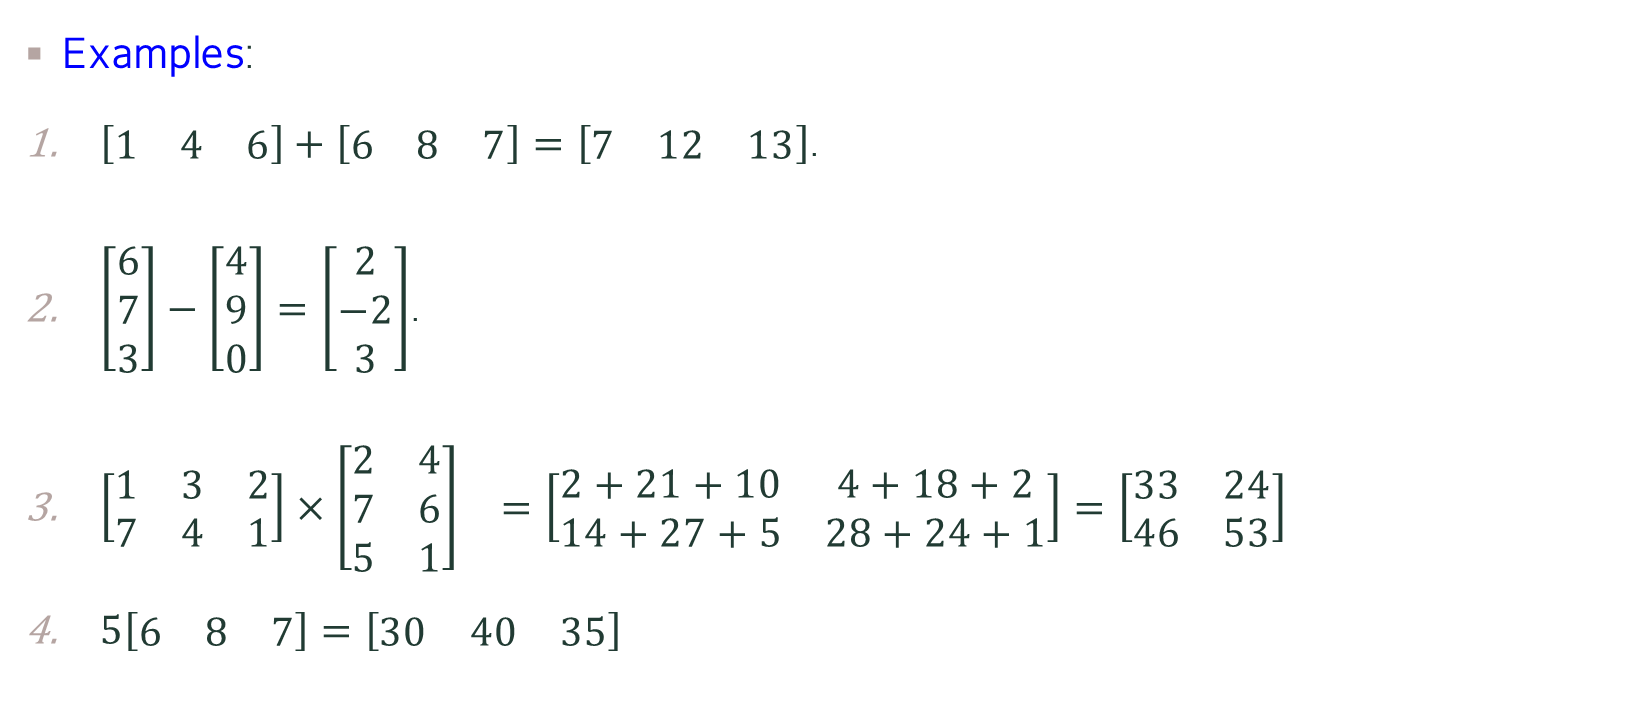 ▪ Examples:
1. [1 4 6] + [6 8 7] = [7 12 13].
2. [6 7 3] − [4 9 0] = [2 −2 3].
3. [1 3 2 7 4 1] × [2 4 7 6 5 1] = [2 + 21 + 10 4 + 18 + 2 14 + 27 + 5 28 + 24 + 1] = [33 24 46 53]
4. 5[6 8 7] = [30 40 35]